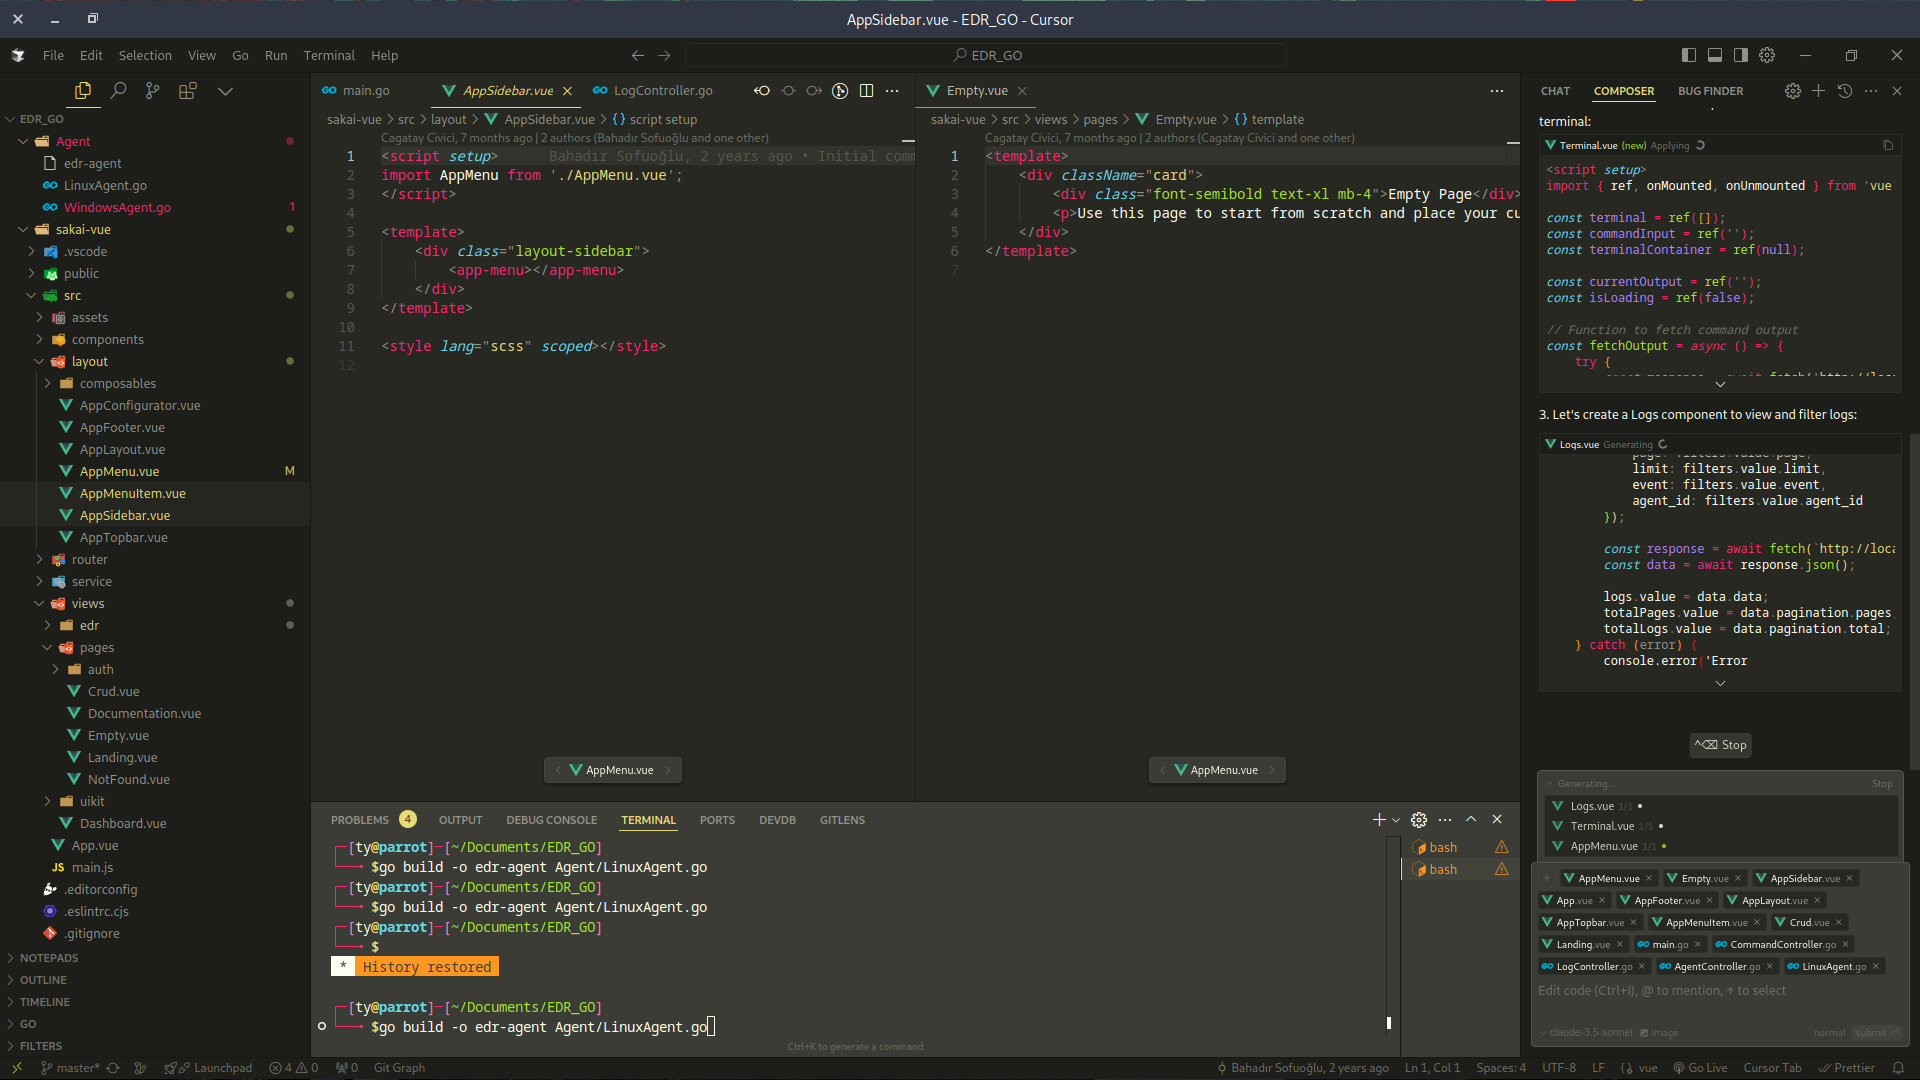 AppSidebar.vue - EDR_GO - Cursor
File Edit Selection View Go Run Terminal Help
EDR_GO
EDR_GO
Agent
edr-agent
LinuxAgent.go
WindowsAgent.go 1
sakai-vue
.vscode
public
src
assets
components
layout
composables
AppConfigurator.vue
AppFooter.vue
AppLayout.vue
AppMenu.vue M
AppMenuItem.vue
AppSidebar.vue
AppTopbar.vue
router
service
views
edr
pages
auth
Crud.vue
Documentation.vue
Empty.vue
Landing.vue
NotFound.vue
uikit
Dashboard.vue
App.vue
JS main.js
.editorconfig
.eslintrc.cjs
.gitignore
NOTEPADS
OUTLINE
TIMELINE
GO
FILTERS
main.go AppSidebar.vue LogController.go
sakai-vue > src > layout > AppSidebar.vue > {} script setup
Cagatay Civici, 7 months ago | 2 authors (Bahadır Sofuoğlu and one other)
1 <script setup> Bahadır Sofuoğlu, 2 years ago • Initial comm
2 import AppMenu from './AppMenu.vue';
3 </script>
4
5 <template>
6 <div class="layout-sidebar">
7 <app-menu></app-menu>
8 </div>
9 </template>
10
11 <style lang="scss" scoped></style>
12
AppMenu.vue
Empty.vue
sakai-vue > src > views > pages > Empty.vue > {} template
Cagatay Civici, 7 months ago | 2 authors (Cagatay Civici and one other)
1 <template>
2 <div className="card">
3 <div class="font-semibold text-xl mb-4">Empty Page</div>
4 <p>Use this page to start from scratch and place your cu
5 </div>
6 </template>
7
AppMenu.vue
PROBLEMS 4 OUTPUT DEBUG CONSOLE TERMINAL PORTS DEVDB GITLENS
[ty@parrot]─[~/Documents/EDR_GO]
$go build -o edr-agent Agent/LinuxAgent.go
[ty@parrot]─[~/Documents/EDR_GO]
$go build -o edr-agent Agent/LinuxAgent.go
[ty@parrot]─[~/Documents/EDR_GO]
$
* History restored
[ty@parrot]─[~/Documents/EDR_GO]
$go build -o edr-agent Agent/LinuxAgent.go
Ctrl+K to generate a command
bash
bash
CHAT COMPOSER BUG FINDER
terminal:
Terminal.vue (new) Applying
<script setup>
import { ref, onMounted, onUnmounted } from 'vue
const terminal = ref([]);
const commandInput = ref('');
const terminalContainer = ref(null);
const currentOutput = ref('');
const isLoading = ref(false);
// Function to fetch command output
const fetchOutput = async () => {
try {
const response = await fetch('http://loca
3. Let's create a Logs component to view and filter logs:
Logs.vue Generating
page: filters.value.page,
limit: filters.value.limit,
event: filters.value.event,
agent_id: filters.value.agent_id
});
const response = await fetch(`http://loca
const data = await response.json();
logs.value = data.data;
totalPages.value = data.pagination.pages,
totalLogs.value = data.pagination.total;
} catch (error) {
console.error('Error
^⌫ Stop
Generating... Stop
Logs.vue 1/1 •
Terminal.vue 1/1 •
AppMenu.vue 1/1 •
+ AppMenu.vue × Empty.vue × AppSidebar.vue ×
App.vue × AppFooter.vue × AppLayout.vue ×
AppTopbar.vue × AppMenuItem.vue × Crud.vue ×
Landing.vue × main.go × CommandController.go ×
LogController.go × AgentController.go × LinuxAgent.go ×
Edit code (Ctrl+I), @ to mention, ↑ to select
claude-3.5-sonnet image normal submit
master* Launchpad 4 0 0 Git Graph Bahadır Sofuoğlu, 2 years ago Ln 1, Col 1 Spaces: 4 UTF-8 LF {} vue Go Live Cursor Tab Prettier